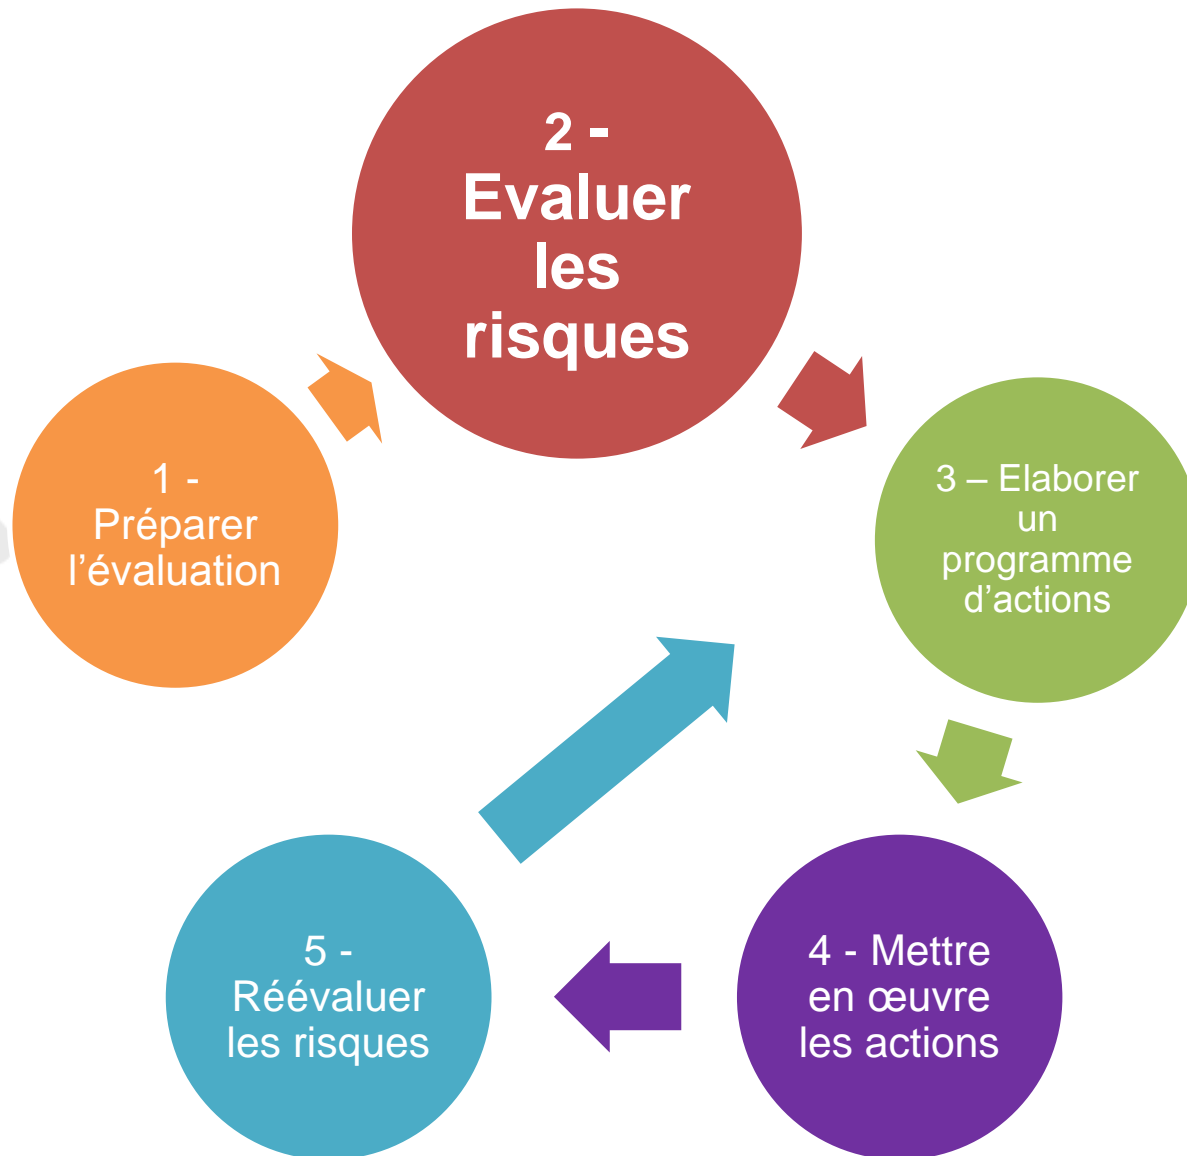 1 -
Préparer
l’évaluation
2 -
Evaluer
les
risques
3 – Elaborer
un
programme
d’actions
4 - Mettre
en œuvre
les actions
5 -
Réévaluer
les risques